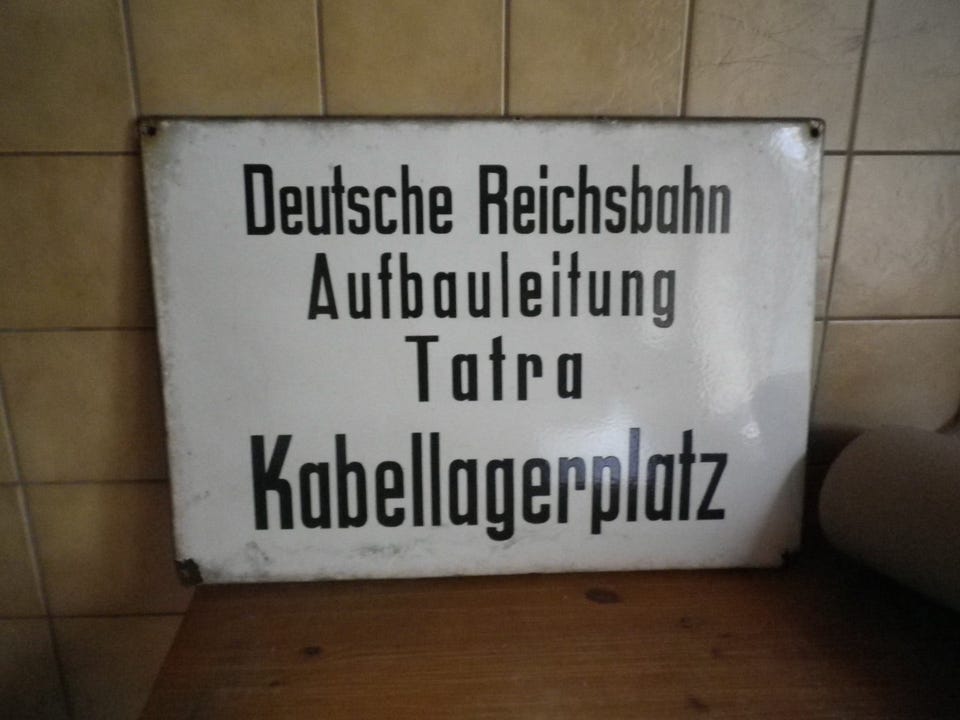 Deutsche Reichsbahn
Aufbauleitung
Tatra
Kabellagerplatz